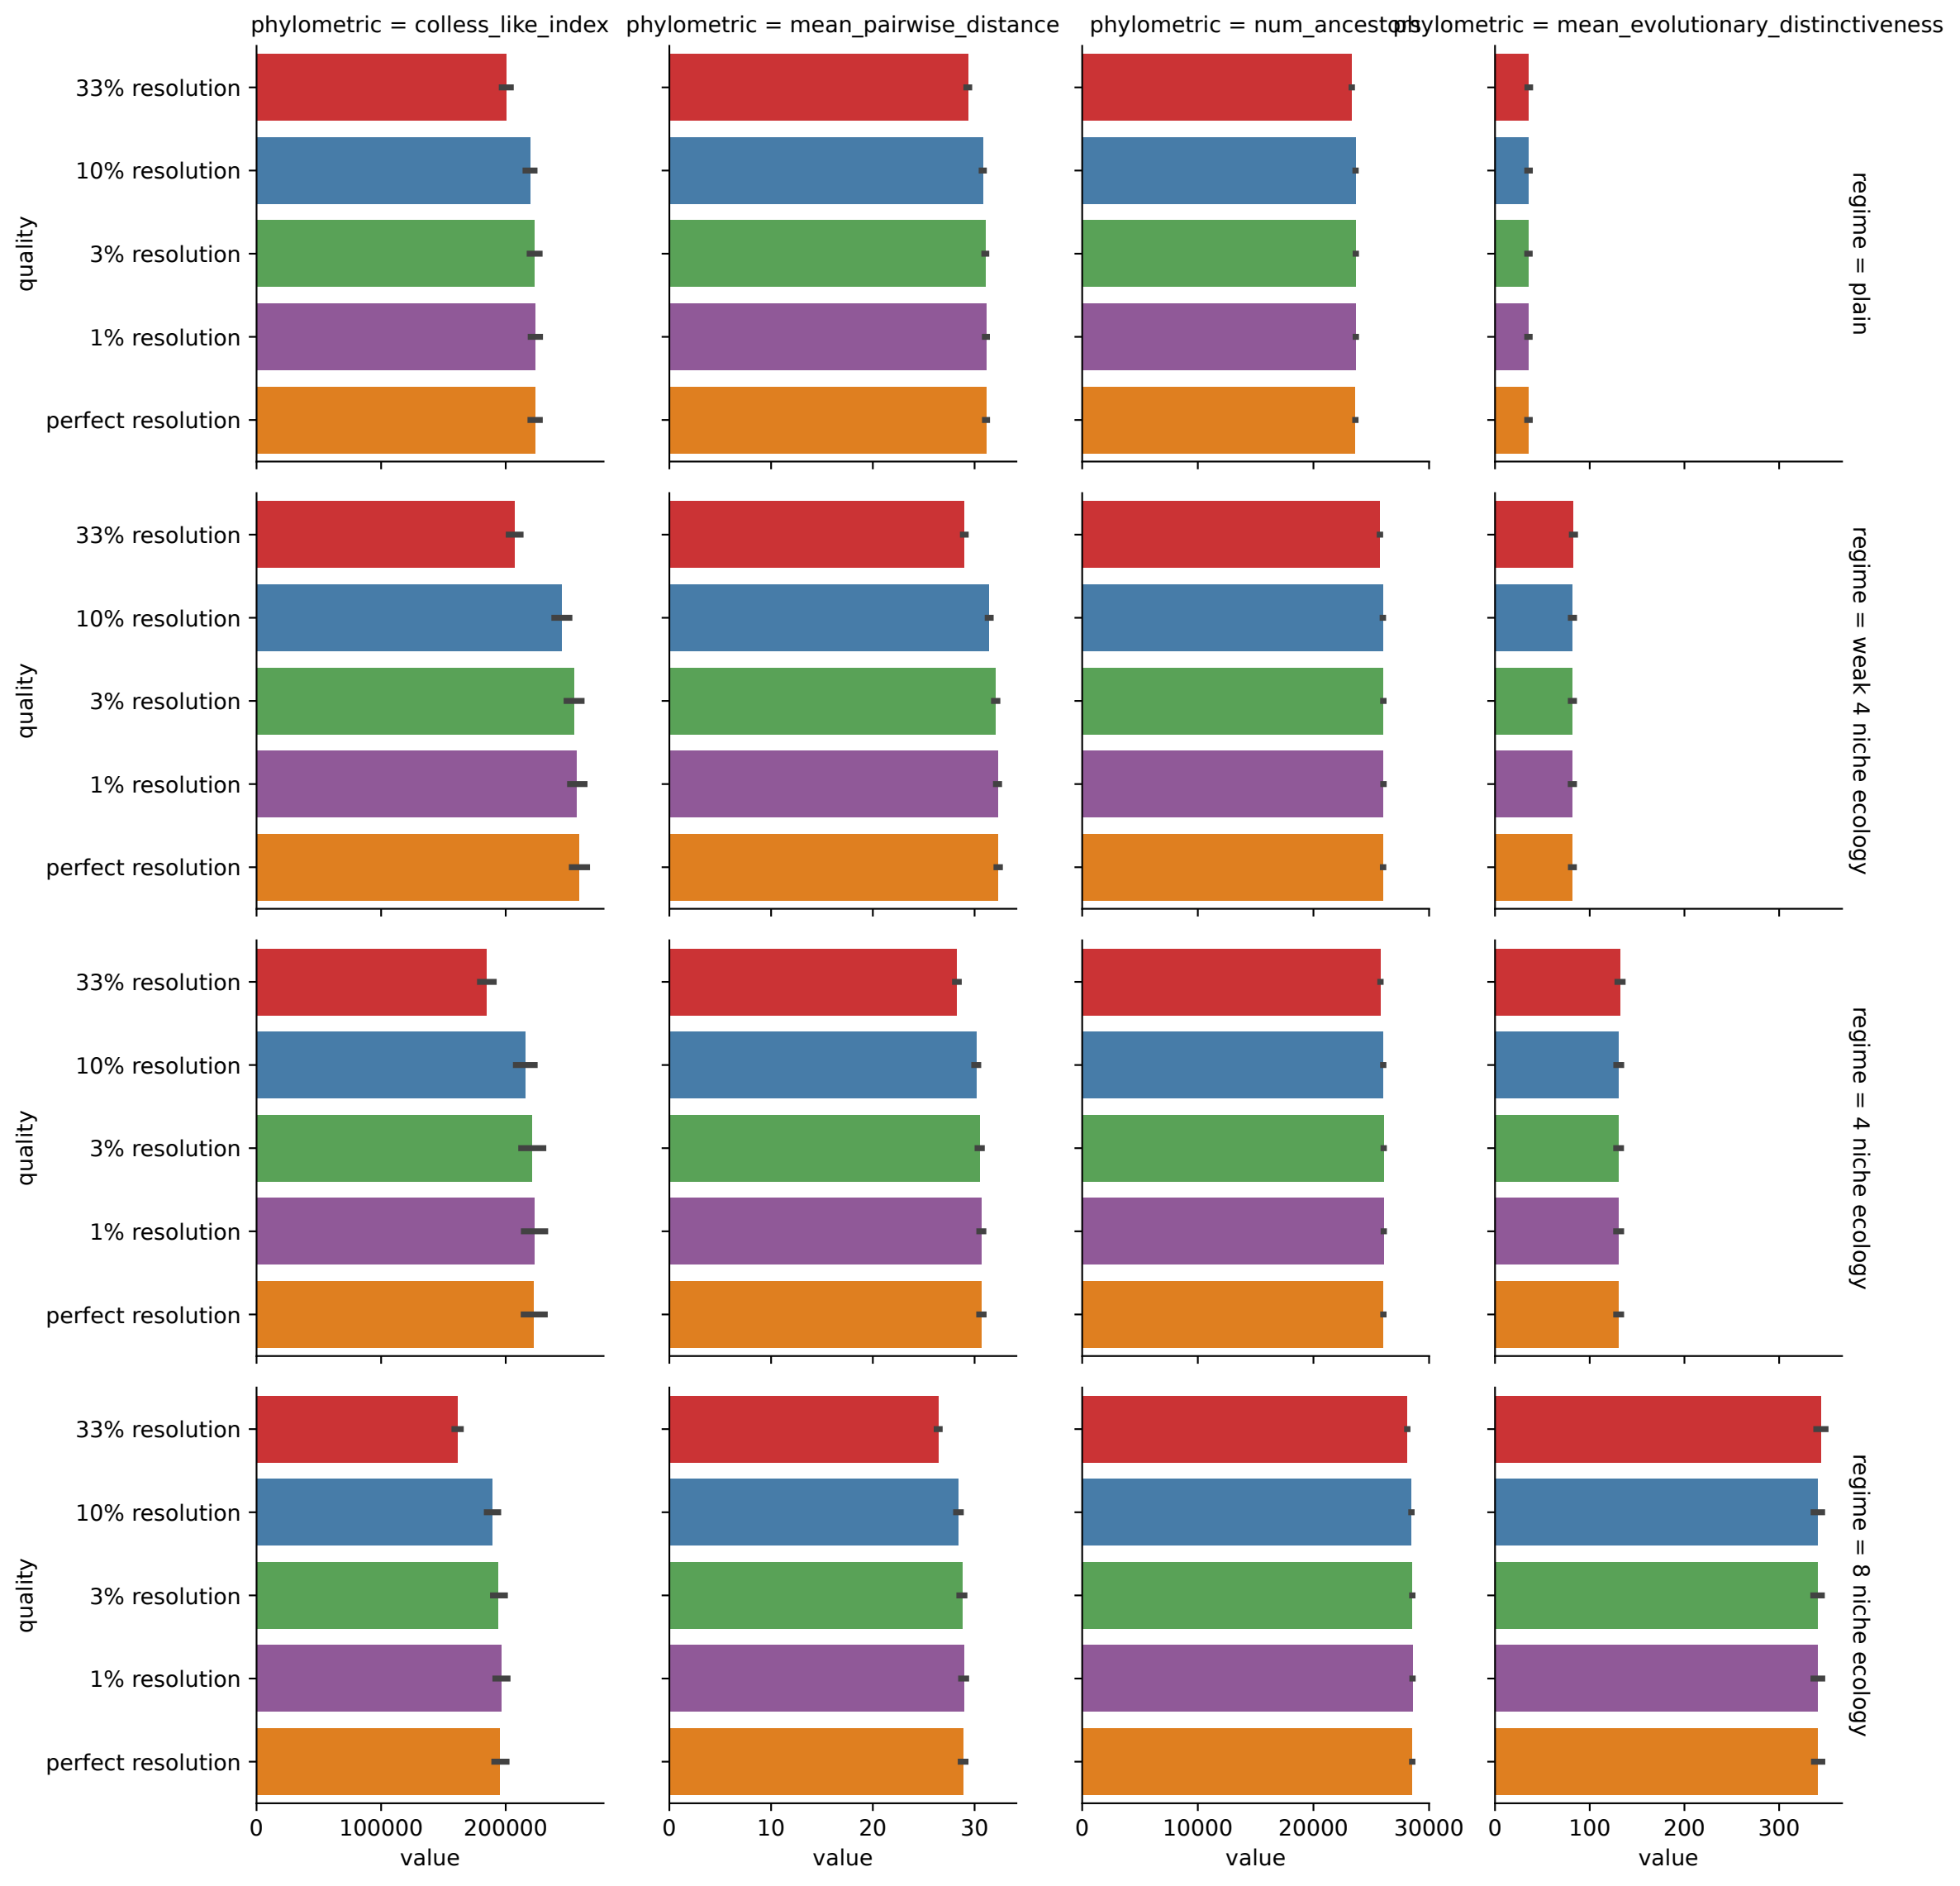 phylometric = colless_like_index
phylometric = mean_pairwise_distance
phylometric = num_ancestors
phylometric = mean_evolutionary_distinctiveness
quality
33% resolution
10% resolution
3% resolution
1% resolution
perfect resolution
regime = plain
quality
33% resolution
10% resolution
3% resolution
1% resolution
perfect resolution
regime = weak 4 niche ecology
quality
33% resolution
10% resolution
3% resolution
1% resolution
perfect resolution
regime = 4 niche ecology
quality
33% resolution
10% resolution
3% resolution
1% resolution
perfect resolution
regime = 8 niche ecology
0 100000 200000
0 10 20 30
0 10000 20000 30000
0 100 200 300
value
value
value
value